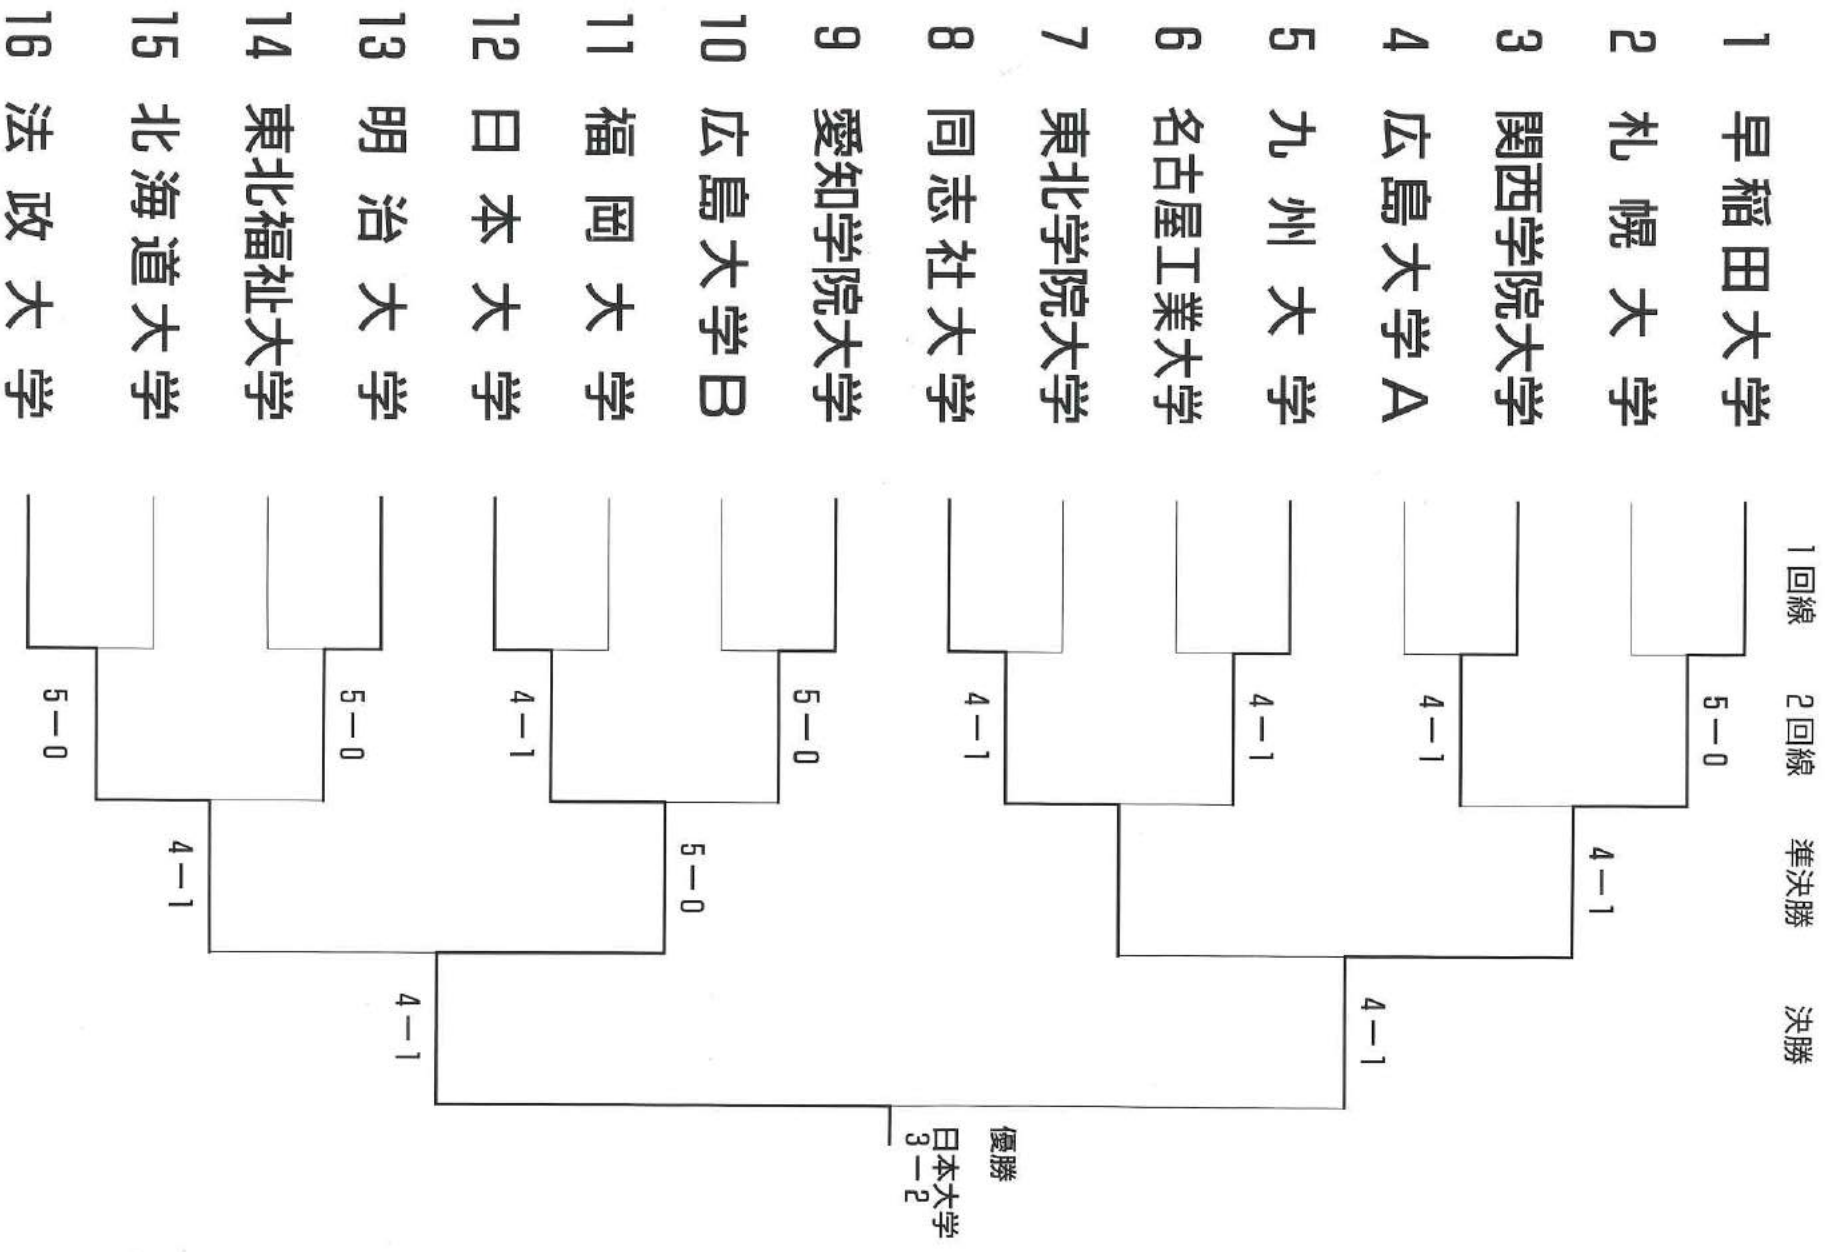 1回線
2回線
準決勝
決勝
1 早稲田大学
2 札幌大学
3 関西学院大学
4 広島大学A
5 九州大学
6 名古屋工業大学
7 東北学院大学
8 同志社大学
9 愛知学院大学
10 広島大学B
11 福岡大学
12 日本大学
13 明治大学
14 東北福祉大学
15 北海道大学
16 法政大学
5-0
4-1
4-1
4-1
5-0
4-1
5-0
5-0
4-1
5-0
4-1
4-1
4-1
優勝
日本大学
3-2